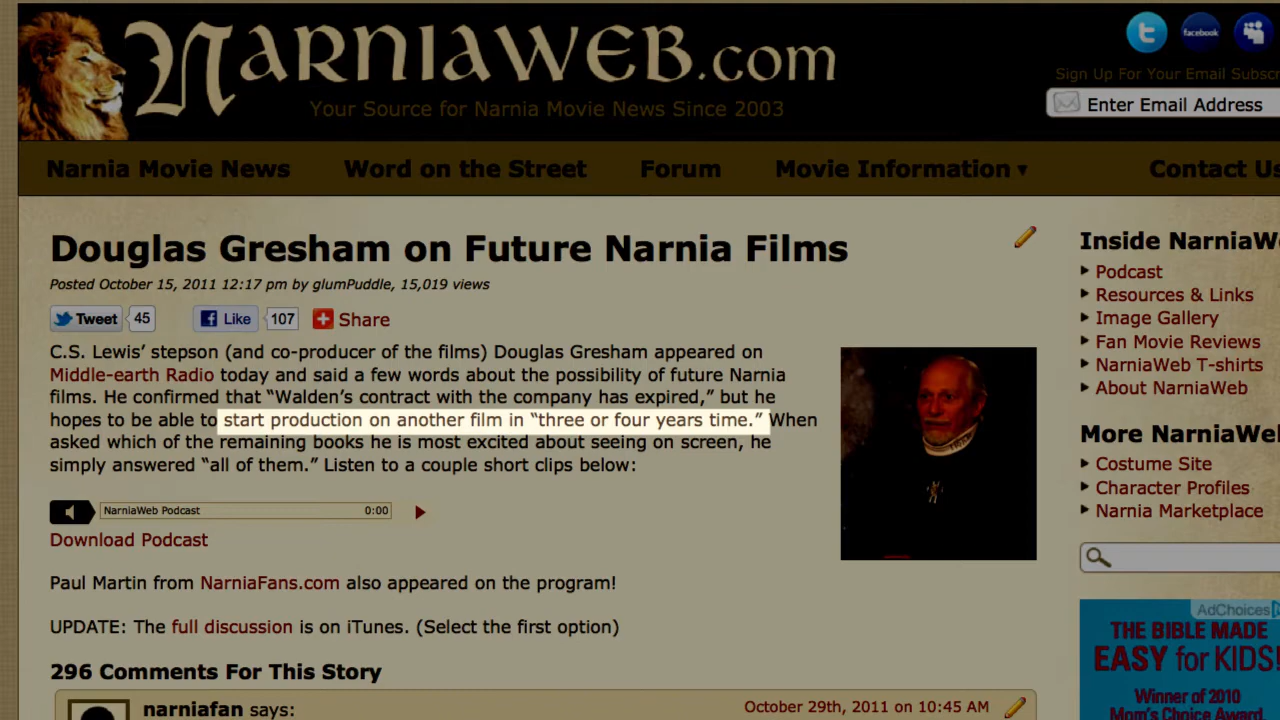 NARNIAWEB.com
Your Source for Narnia Movie News Since 2003
facebook
Sign Up For Your Email
Enter Email Address
Narnia Movie News Word on the Street Forum Movie Information ▾ Contact Us
Douglas Gresham on Future Narnia Films
Posted October 15, 2011 12:17 pm by glumPuddle, 15,019 views
Tweet 45 Like 107 Share
C.S. Lewis’ stepson (and co-producer of the films) Douglas Gresham appeared on
Middle-earth Radio today and said a few words about the possibility of future Narnia
films. He confirmed that “Walden’s contract with the company has expired,” but he
hopes to be able to start production on another film in “three or four years time.” When
asked which of the remaining books he is most excited about seeing on screen, he
simply answered “all of them.” Listen to a couple short clips below:
NarniaWeb Podcast 0:00
Download Podcast
Paul Martin from NarniaFans.com also appeared on the program!
UPDATE: The full discussion is on iTunes. (Select the first option)
296 Comments For This Story
narniafan says:
October 29th, 2011 on 10:45 AM
Inside NarniaWe
Podcast
Resources & Links
Image Gallery
Fan Movie Reviews
NarniaWeb T-shirts
About NarniaWeb
More NarniaWeb
Costume Site
Character Profiles
Narnia Marketplace
AdChoices
THE BIBLE MADE
EASY for KIDS!
Winner of 2010
Mom's Choice Award